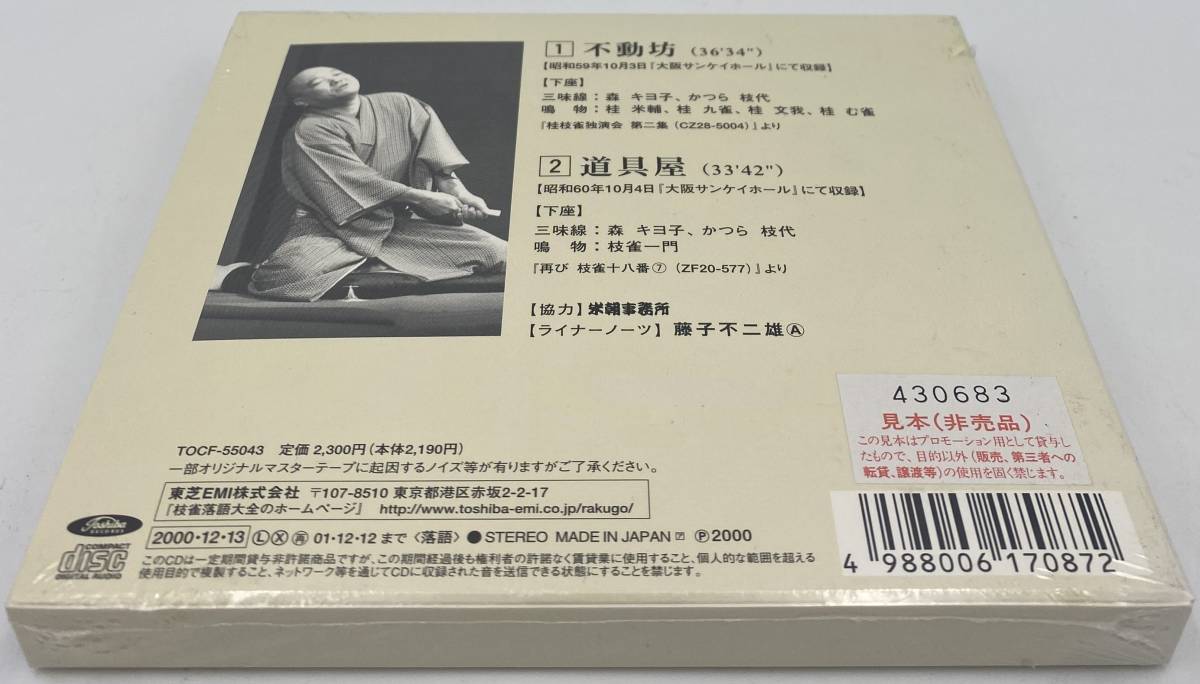 1 不動坊 (36'34")
【昭和59年10月3日『大阪サンケイホール』にて収録】
【下座】
三味線：森 キヨ子、かつら 枝代
鳴　物：桂 米輔、桂 九雀、桂 文我、桂 む雀
『桂枝雀独演会 第二集（CZ28-5004）』より
2 道具屋 (33'42")
【昭和60年10月4日『大阪サンケイホール』にて収録】
【下座】
三味線：森 キヨ子、かつら 枝代
鳴　物：枝雀一門
『再び 枝雀十八番⑦（ZF20-577）』より
【協力】米朝事務所
【ライナーノーツ】藤子不二雄Ⓐ
430683
見本（非売品）
この見本はプロモーション用として貸与し
たもので、目的以外（販売、第三者への
転貸、譲渡等）の使用を固く禁じます。
TOCF-55043　定価 2,300円（本体2,190円）
一部オリジナルマスターテープに起因するノイズ等が有りますがご了承ください。
東芝EMI株式会社　〒107-8510 東京都港区赤坂2-2-17
『枝雀落語大全のホームページ』　http://www.toshiba-emi.co.jp/rakugo/
Toshiba
RECORDS
2000・12・13 Ⓛ Ⓧ 再 01・12・12 まで〈落語〉●STEREO MADE IN JAPAN Ⓟ2000
COMPACT
disc
DIGITAL AUDIO
このCDは一定期間貸与非許諾商品ですが、この期間経過後も権利者の許諾なく賃貸業に使用すること、個人的な範囲を超える
使用目的で複製すること、ネットワーク等を通じてCDに収録された音を送信できる状態にすることを禁じます。
4 988006 170872